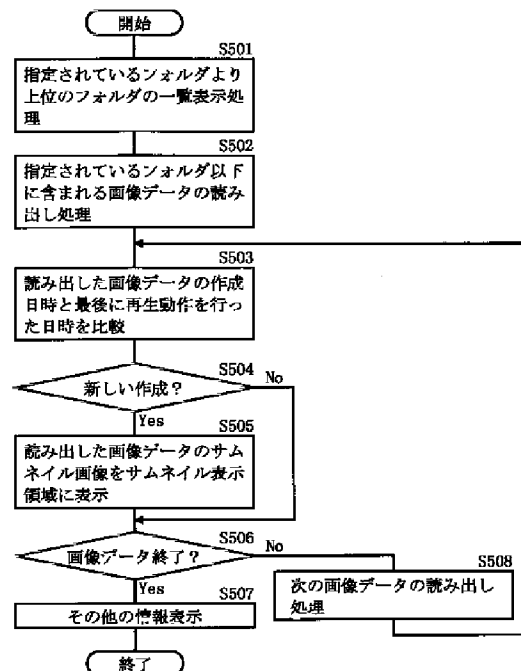 開始
S501
指定されているフォルダより
上位のフォルダの一覧表示処
理
S502
指定されているフォルダ以下
に含まれる画像データの読み
出し処理
S503
読み出した画像データの作成
日時と最後に再生動作を行っ
た日時を比較
S504
新しい作成?
No
Yes
S505
読み出した画像データのサム
ネイル画像をサムネイル表示
領域に表示
S506
画像データ終了?
No
Yes
S508
次の画像データの読み出し
処理
S507
その他の情報表示
終了